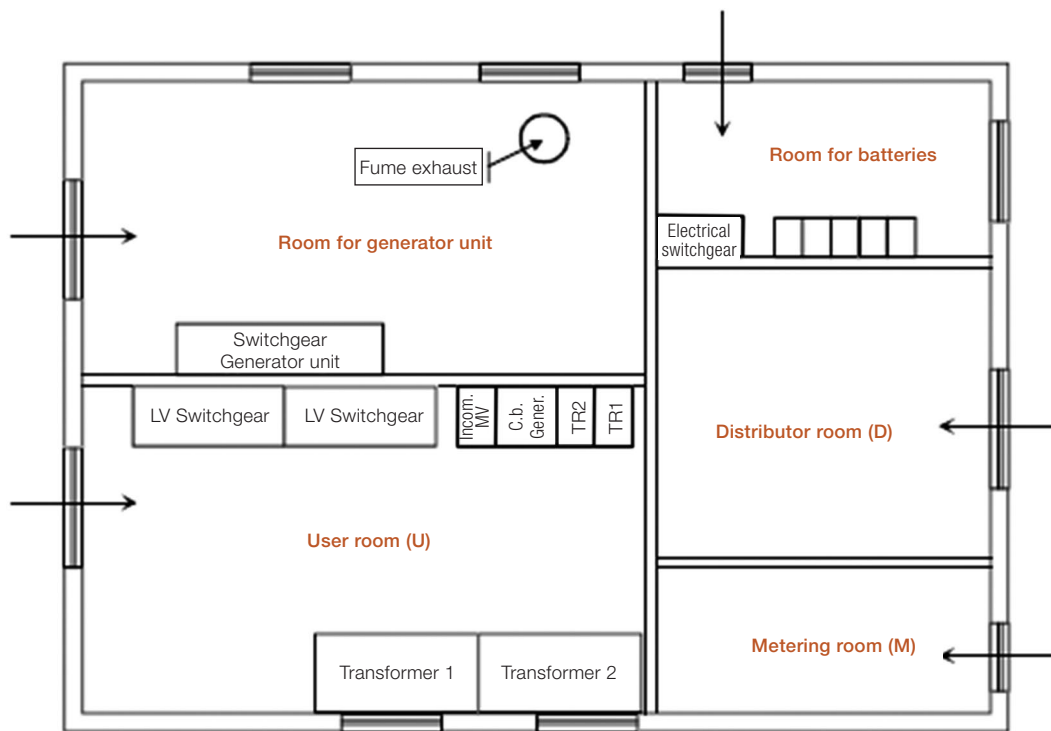 Fume exhaust
Room for batteries
Room for generator unit
Electrical
switchgear
Switchgear
Generator unit
LV Switchgear
LV Switchgear
Incom.
MV
C.b.
Gener.
TR2
TR1
Distributor room (D)
User room (U)
Metering room (M)
Transformer 1
Transformer 2